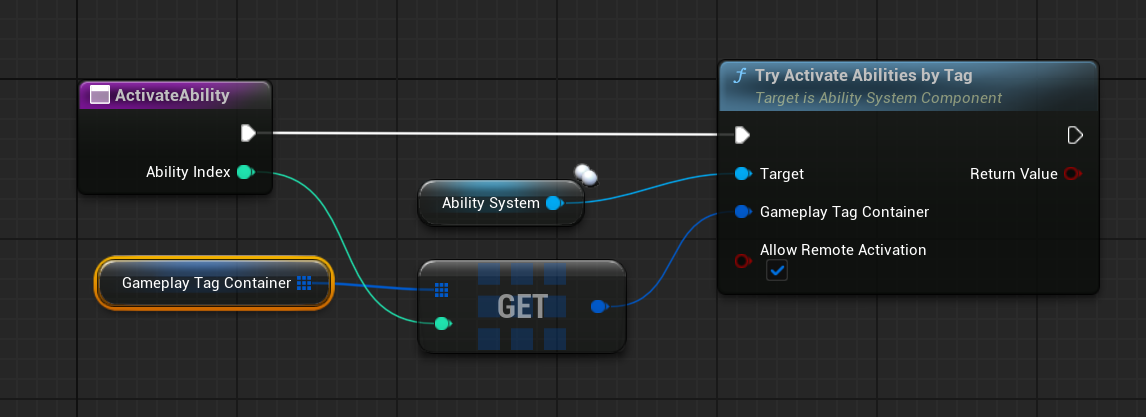 ActivateAbility
Ability Index
Gameplay Tag Container
Ability System
GET
f Try Activate Abilities by Tag
Target is Ability System Component
Target
Return Value
Gameplay Tag Container
Allow Remote Activation